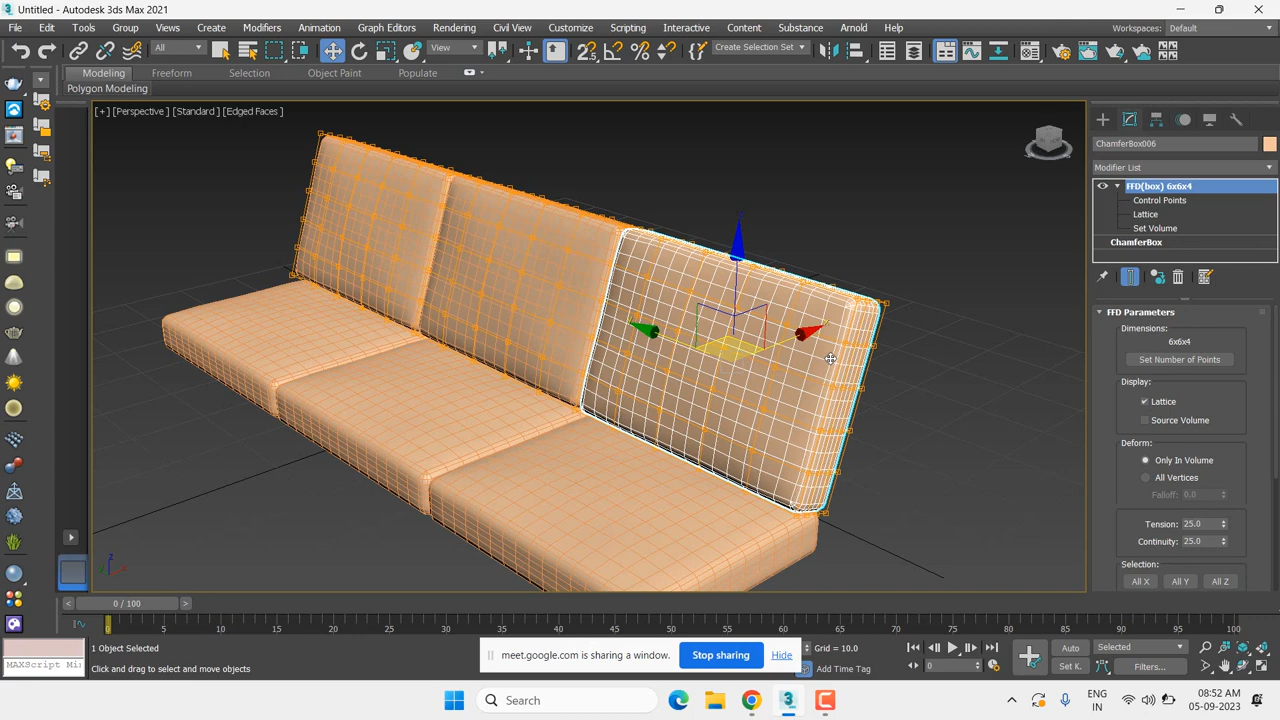 Untitled - Autodesk 3ds Max 2021
File Edit Tools Group Views Create Modifiers Animation Graph Editors Rendering Civil View Customize Scripting Interactive Content Substance Arnold Help
Workspaces: Default
All View Create Selection Set
Modeling Freeform Selection Object Paint Populate
Polygon Modeling
[+] [Perspective] [Standard] [Edged Faces]
ChamferBox006
Modifier List
FFD(box) 6x6x4
Control Points
Lattice
Set Volume
ChamferBox
FFD Parameters
Dimensions:
6x6x4
Set Number of Points
Display:
Lattice
Source Volume
Deform:
Only In Volume
All Vertices
Falloff: 0.0
Tension: 25.0
Continuity: 25.0
Selection:
All X All Y All Z
z
y x
< 0 / 100 >
0 5 10 15 20 25 30 35 40 45 50 55 60 65 70 75 80 85 90 95 100
1 Object Selected
MAXScript Mi
Click and drag to select and move objects
meet.google.com is sharing a window. Stop sharing Hide
Grid = 10.0
Add Time Tag
0
Auto Selected
Set K. Filters...
Search
ENG
IN
08:52 AM
05-09-2023